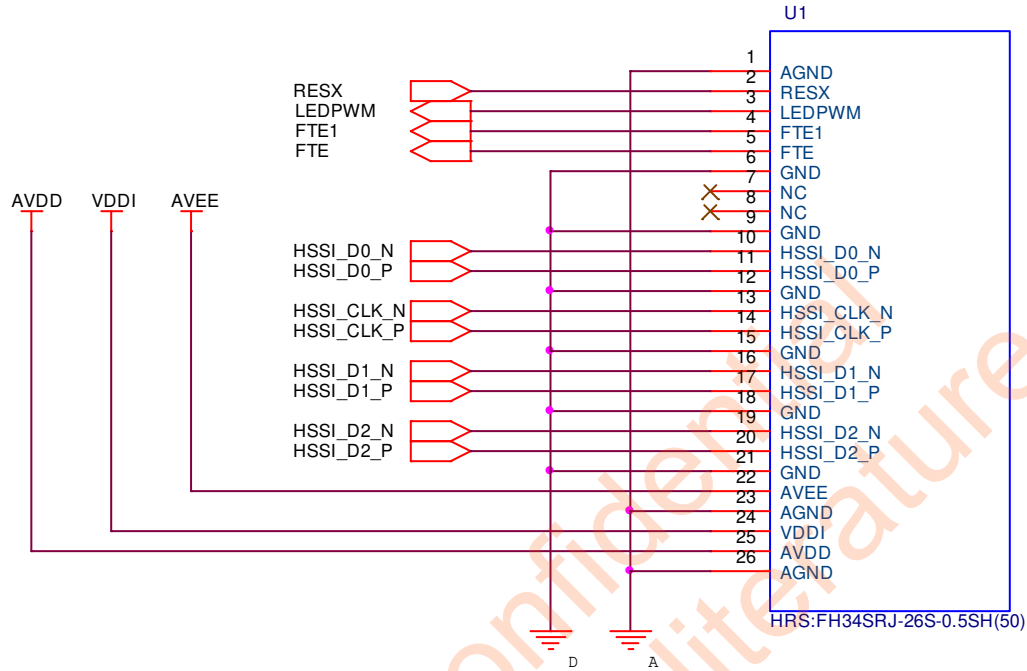 U1
1
AGND
2
RESX
RESX
3
LEDPWM
LEDPWM
4
FTE1
FTE1
5
FTE
FTE
6
GND
7
NC
8
NC
9
GND
10
HSSI_D0_N
HSSI_D0_N
11
HSSI_D0_P
HSSI_D0_P
12
GND
13
HSSI_CLK_N
HSSI_CLK_N
14
HSSI_CLK_P
HSSI_CLK_P
15
GND
16
HSSI_D1_N
HSSI_D1_N
17
HSSI_D1_P
HSSI_D1_P
18
GND
19
HSSI_D2_N
HSSI_D2_N
20
HSSI_D2_P
HSSI_D2_P
21
GND
22
AVEE
23
AGND
24
VDDI
25
AVDD
26
AGND
AVDD VDDI AVEE
HRS:FH34SRJ-26S-0.5SH(50)
D A
onfidential
literature